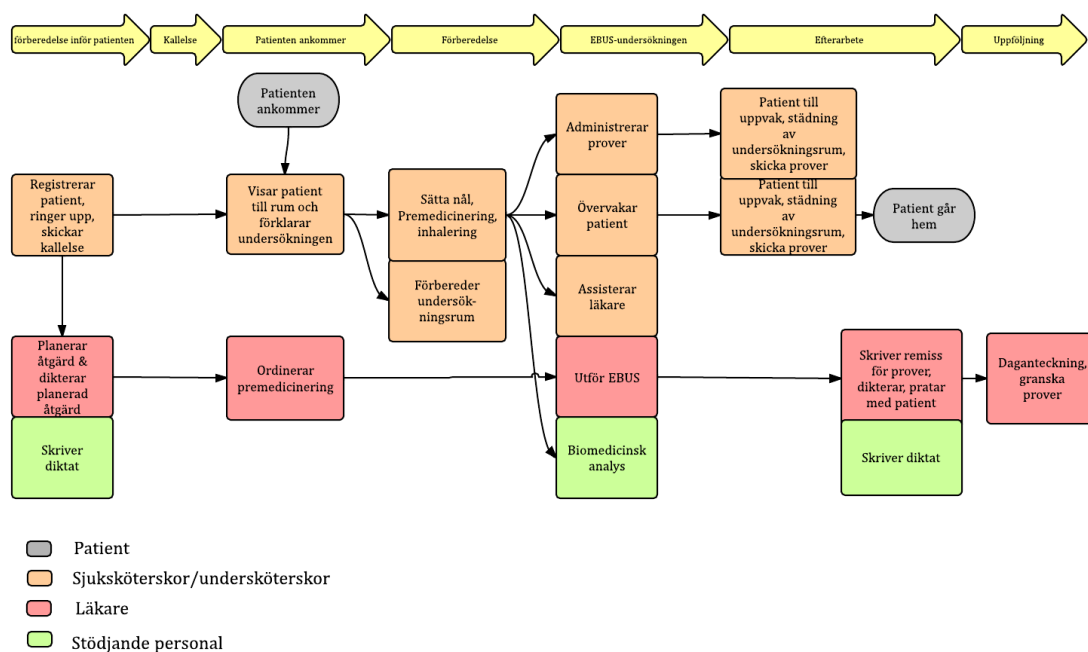 förberedelse inför patienten
Kallelse
Patienten ankommer
Förberedelse
EBUS-undersökningen
Efterarbete
Uppföljning
Patienten
ankommer
Registrerar
patient,
ringer upp,
skickar
kallelse
Visar patient
till rum och
förklarar
undersökningen
Sätta nål,
Premedicinering,
inhalering
Förbereder
undersök-
ningsrum
Administrerar
prover
Övervakar
patient
Assisterar
läkare
Patient till
uppvak, städning
av
undersökningsrum,
skicka prover
Patient till
uppvak, städning
av
undersökningsrum,
skicka prover
Patient går
hem
Planerar
åtgärd &
dikterar
planerad
åtgärd
Ordinerar
premedicinering
Utför EBUS
Skriver remiss
för prover,
dikterar, pratar
med patient
Daganteckning,
granska
prover
Skriver
diktat
Biomedicinsk
analys
Skriver diktat
Patient
Sjuksköterskor/undersköterskor
Läkare
Stödjande personal